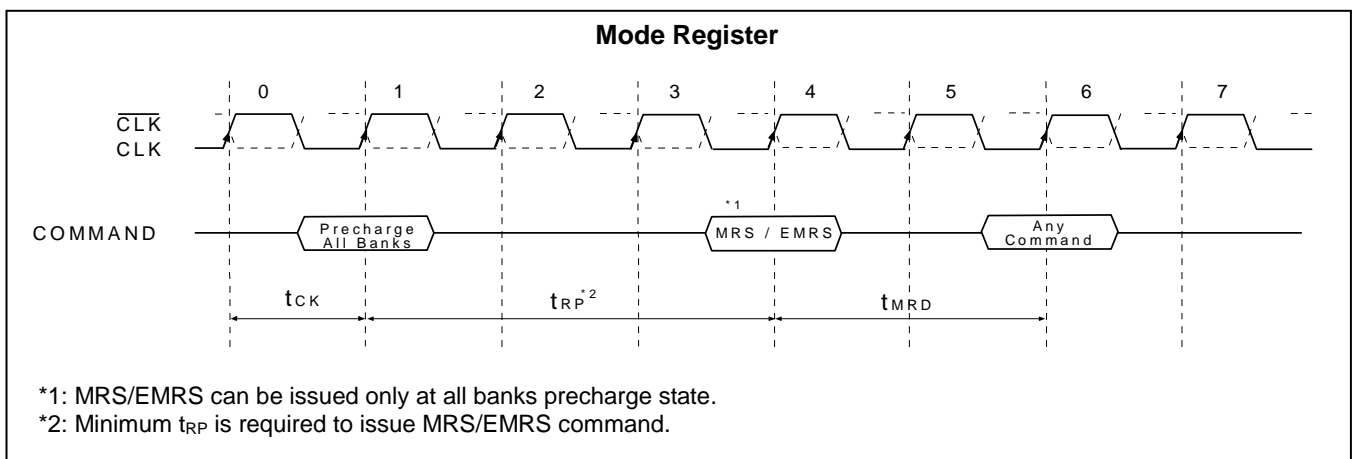 Mode Register
0 1 2 3 4 5 6 7
CLK
CLK
*1
COMMAND
Precharge
All Banks
MRS / EMRS
Any
Command
tCK
tRP*2
tMRD
*1: MRS/EMRS can be issued only at all banks precharge state.
*2: Minimum tRP is required to issue MRS/EMRS command.